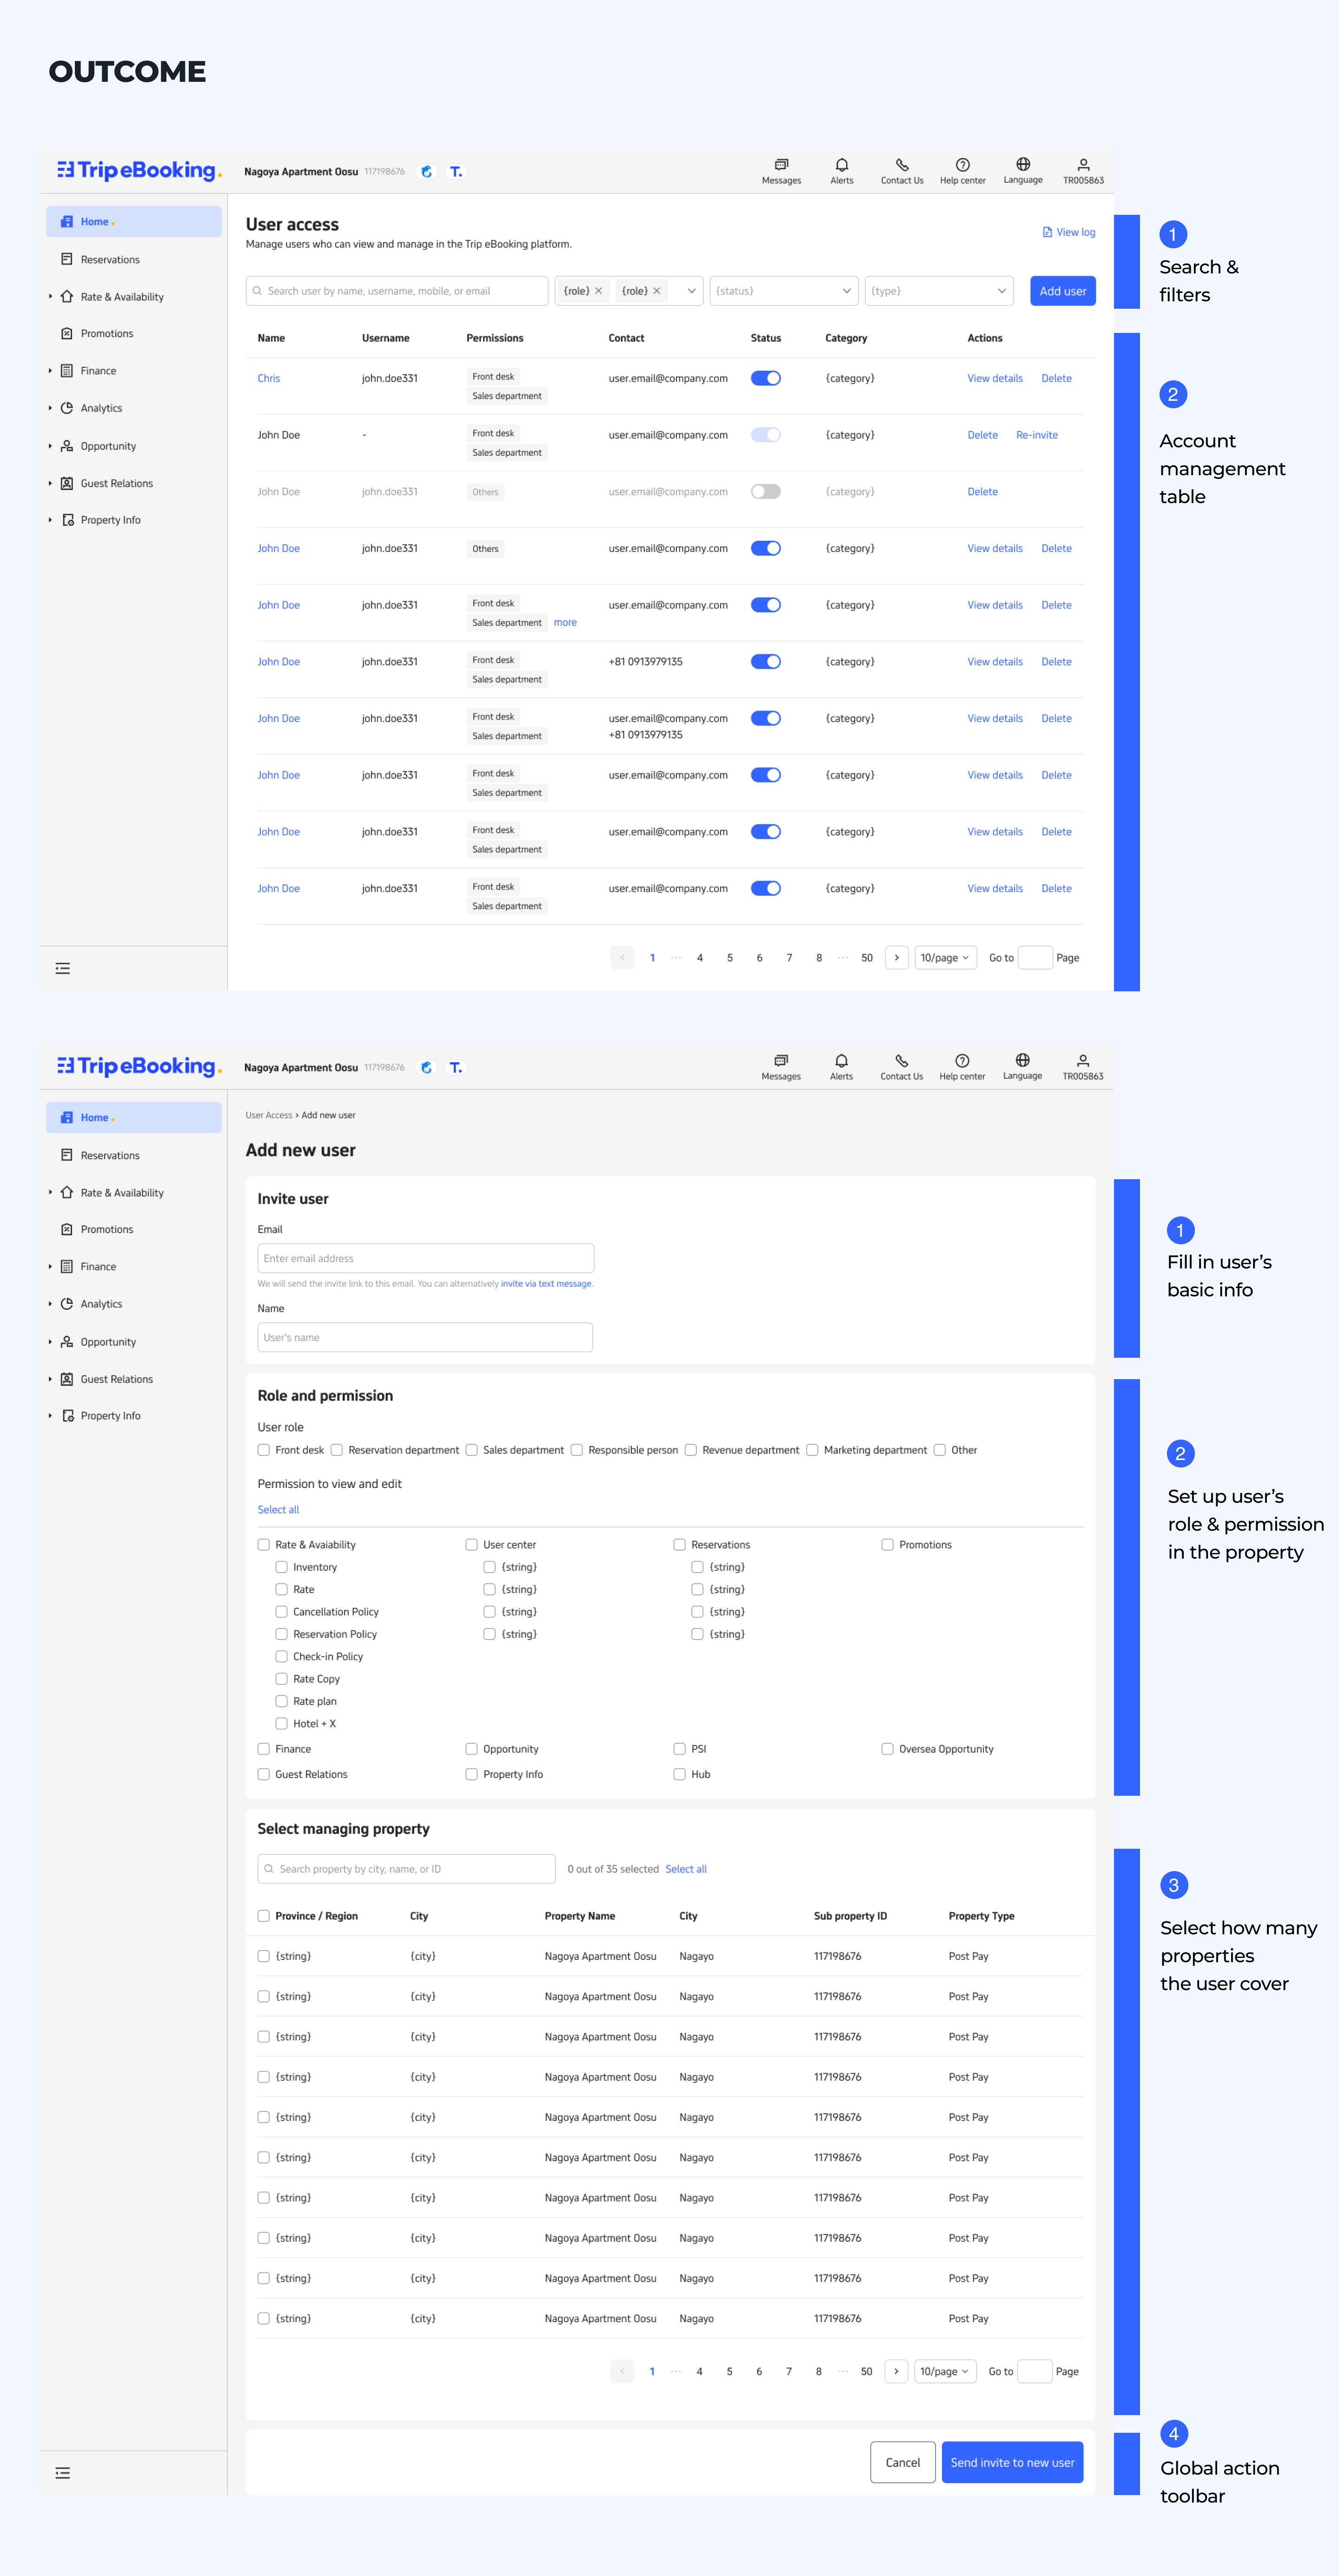 OUTCOME
Trip eBooking.
Nagoya Apartment Oosu 117198676 T.
Messages Alerts Contact Us Help center Language TR005863
Home
Reservations
Rate & Availability
Promotions
Finance
Analytics
Opportunity
Guest Relations
Property Info
User access
Manage users who can view and manage in the Trip eBooking platform.
View log
Search user by name, username, mobile, or email {role} {role} {status} {type} Add user
Name Username Permissions Contact Status Category Actions
Chris john.doe331 Front desk user.email@company.com {category} View details Delete
Sales department
John Doe - Front desk user.email@company.com {category} Delete Re-invite
Sales department
John Doe john.doe331 Others user.email@company.com {category} Delete
John Doe john.doe331 Others user.email@company.com {category} View details Delete
John Doe john.doe331 Front desk user.email@company.com {category} View details Delete
Sales department more
John Doe john.doe331 Front desk +81 0913979135 {category} View details Delete
Sales department
John Doe john.doe331 Front desk user.email@company.com {category} View details Delete
Sales department +81 0913979135
John Doe john.doe331 Front desk user.email@company.com {category} View details Delete
Sales department
John Doe john.doe331 Front desk user.email@company.com {category} View details Delete
Sales department
John Doe john.doe331 Front desk user.email@company.com {category} View details Delete
Sales department
< 1 ··· 4 5 6 7 8 ··· 50 > 10/page Go to Page
1
Search &
filters
2
Account
management
table
Trip eBooking.
Nagoya Apartment Oosu 117198676 T.
Messages Alerts Contact Us Help center Language TR005863
Home
Reservations
Rate & Availability
Promotions
Finance
Analytics
Opportunity
Guest Relations
Property Info
User Access > Add new user
Add new user
Invite user
Email
Enter email address
We will send the invite link to this email. You can alternatively invite via text message.
Name
User's name
Role and permission
User role
Front desk Reservation department Sales department Responsible person Revenue department Marketing department Other
Permission to view and edit
Select all
Rate & Avaiability User center Reservations Promotions
Inventory {string} {string}
Rate {string} {string}
Cancellation Policy {string} {string}
Reservation Policy {string} {string}
Check-in Policy
Rate Copy
Rate plan
Hotel + X
Finance Opportunity PSI Oversea Opportunity
Guest Relations Property Info Hub
Select managing property
Search property by city, name, or ID 0 out of 35 selected Select all
Province / Region City Property Name City Sub property ID Property Type
{string} {city} Nagoya Apartment Oosu Nagayo 117198676 Post Pay
{string} {city} Nagoya Apartment Oosu Nagayo 117198676 Post Pay
{string} {city} Nagoya Apartment Oosu Nagayo 117198676 Post Pay
{string} {city} Nagoya Apartment Oosu Nagayo 117198676 Post Pay
{string} {city} Nagoya Apartment Oosu Nagayo 117198676 Post Pay
{string} {city} Nagoya Apartment Oosu Nagayo 117198676 Post Pay
{string} {city} Nagoya Apartment Oosu Nagayo 117198676 Post Pay
{string} {city} Nagoya Apartment Oosu Nagayo 117198676 Post Pay
{string} {city} Nagoya Apartment Oosu Nagayo 117198676 Post Pay
{string} {city} Nagoya Apartment Oosu Nagayo 117198676 Post Pay
< 1 ··· 4 5 6 7 8 ··· 50 > 10/page Go to Page
Cancel Send invite to new user
1
Fill in user’s
basic info
2
Set up user’s
role & permission
in the property
3
Select how many
properties
the user cover
4
Global action
toolbar